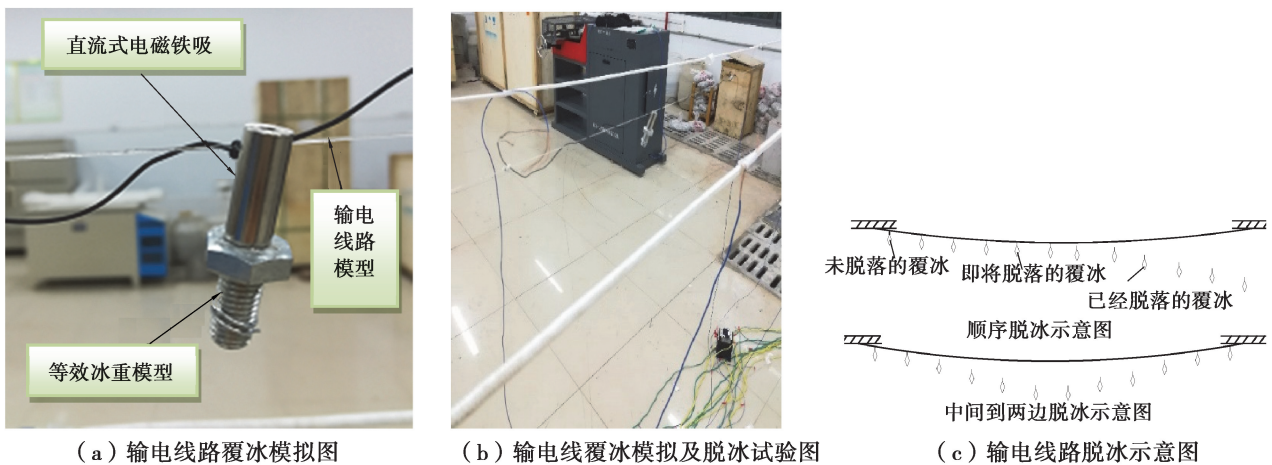 直流式电磁铁吸
输电
线路
模型
等效冰重模型
未脱落的覆冰
即将脱落的覆冰
已经脱落的覆冰
顺序脱冰示意图
中间到两边脱冰示意图
（a）输电线路覆冰模拟图
（b）输电线覆冰模拟及脱冰试验图
（c）输电线路脱冰示意图